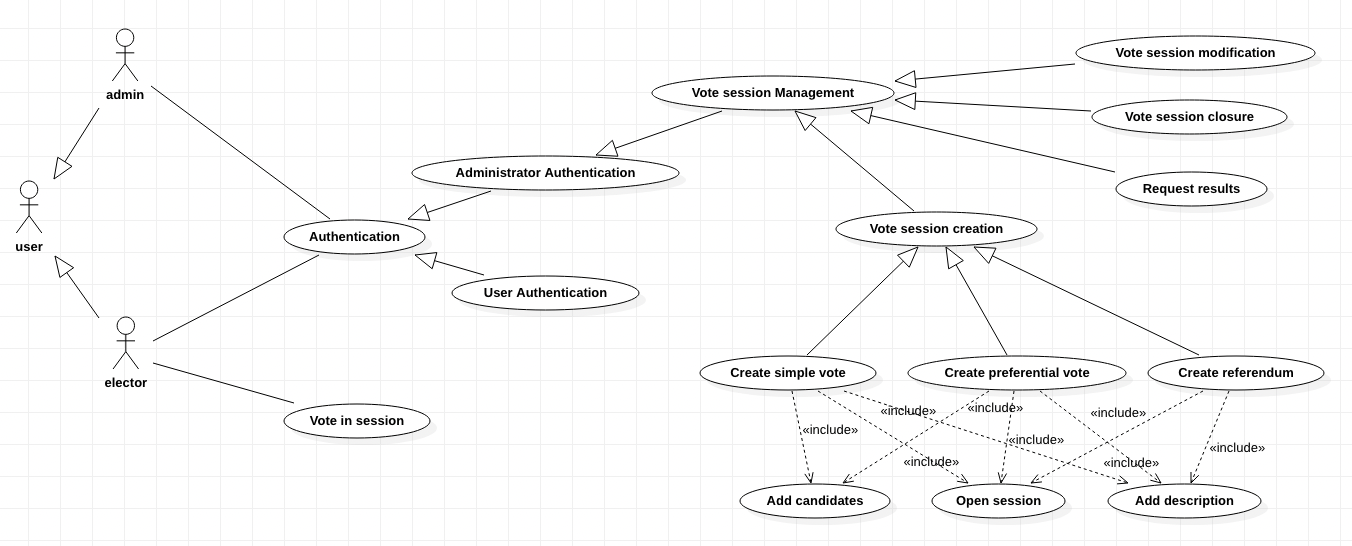 admin
Vote session modification
Vote session Management
Vote session closure
Administrator Authentication
Request results
user
Authentication
Vote session creation
User Authentication
elector
Create simple vote
Create preferential vote
Create referendum
Vote in session
«include»
«include»
«include»
«include»
«include»
«include»
«include»
«include»
Add candidates
Open session
Add description